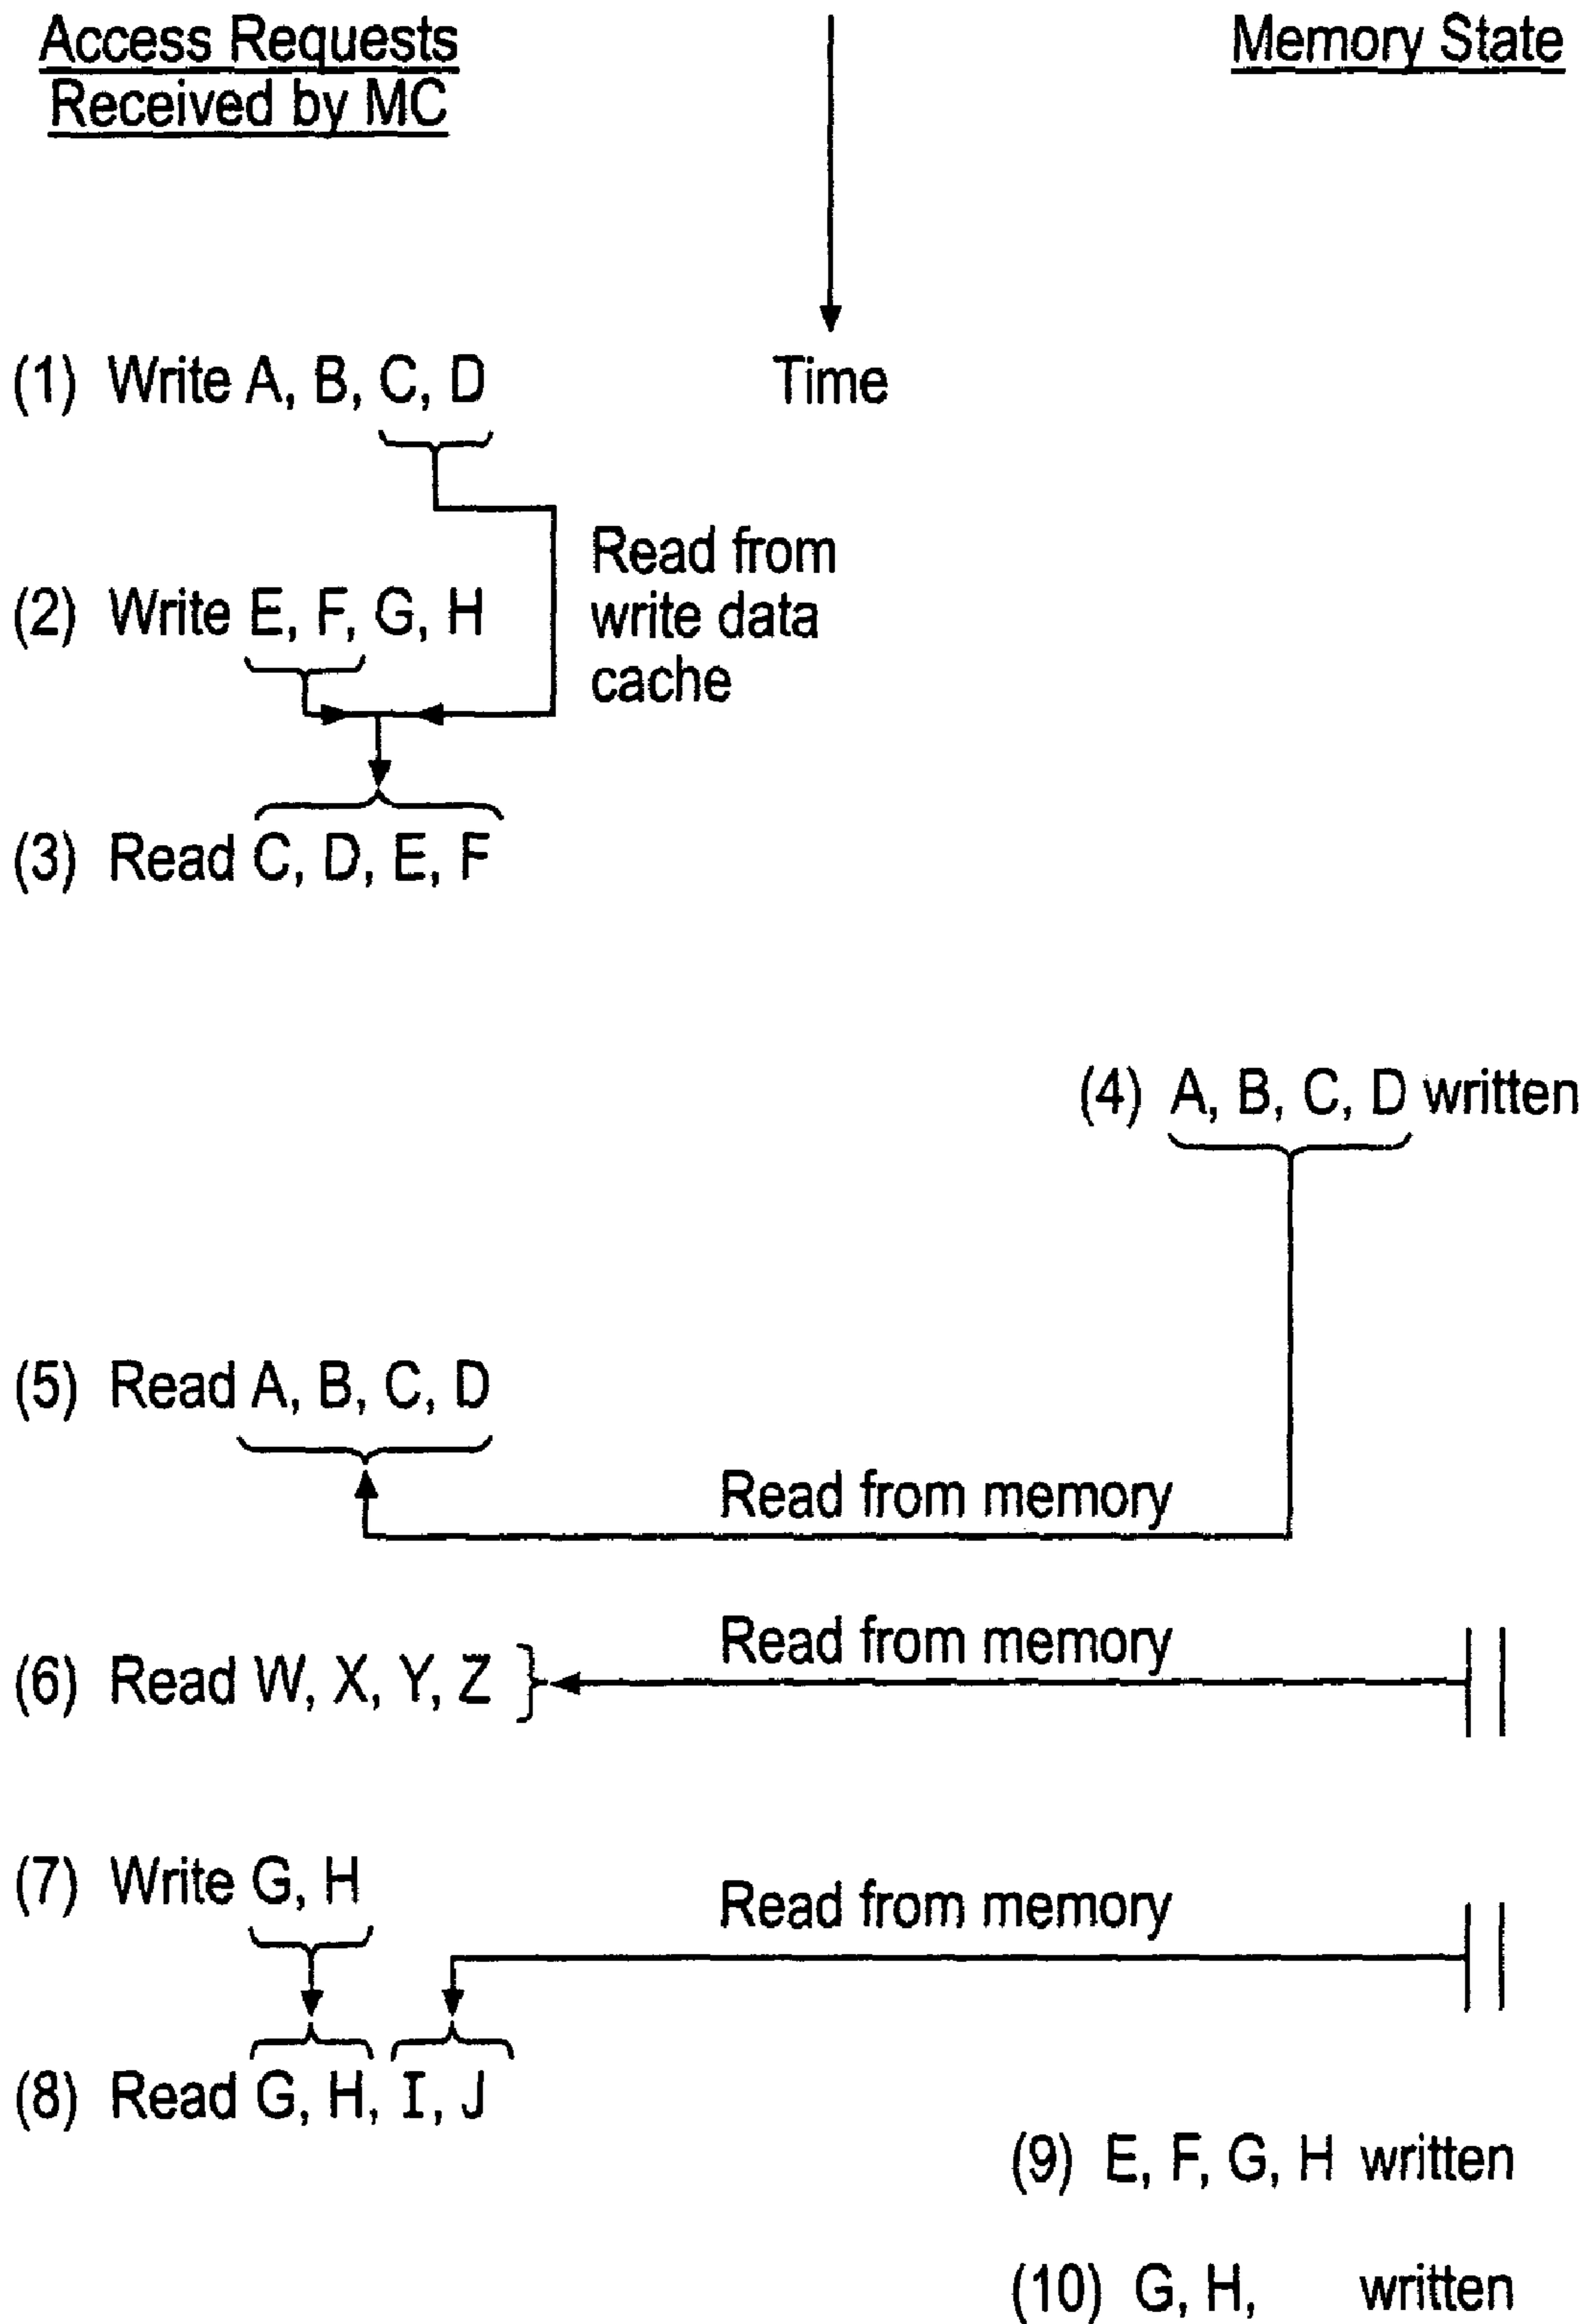 Access Requests
Received by MC
Memory State
Time
(1) Write A, B, C, D
Read from
write data
cache
(2) Write E, F, G, H
(3) Read C, D, E, F
(4) A, B, C, D written
(5) Read A, B, C, D
Read from memory
Read from memory
(6) Read W, X, Y, Z
(7) Write G, H
Read from memory
(8) Read G, H, I, J
(9) E, F, G, H written
(10) G, H, written